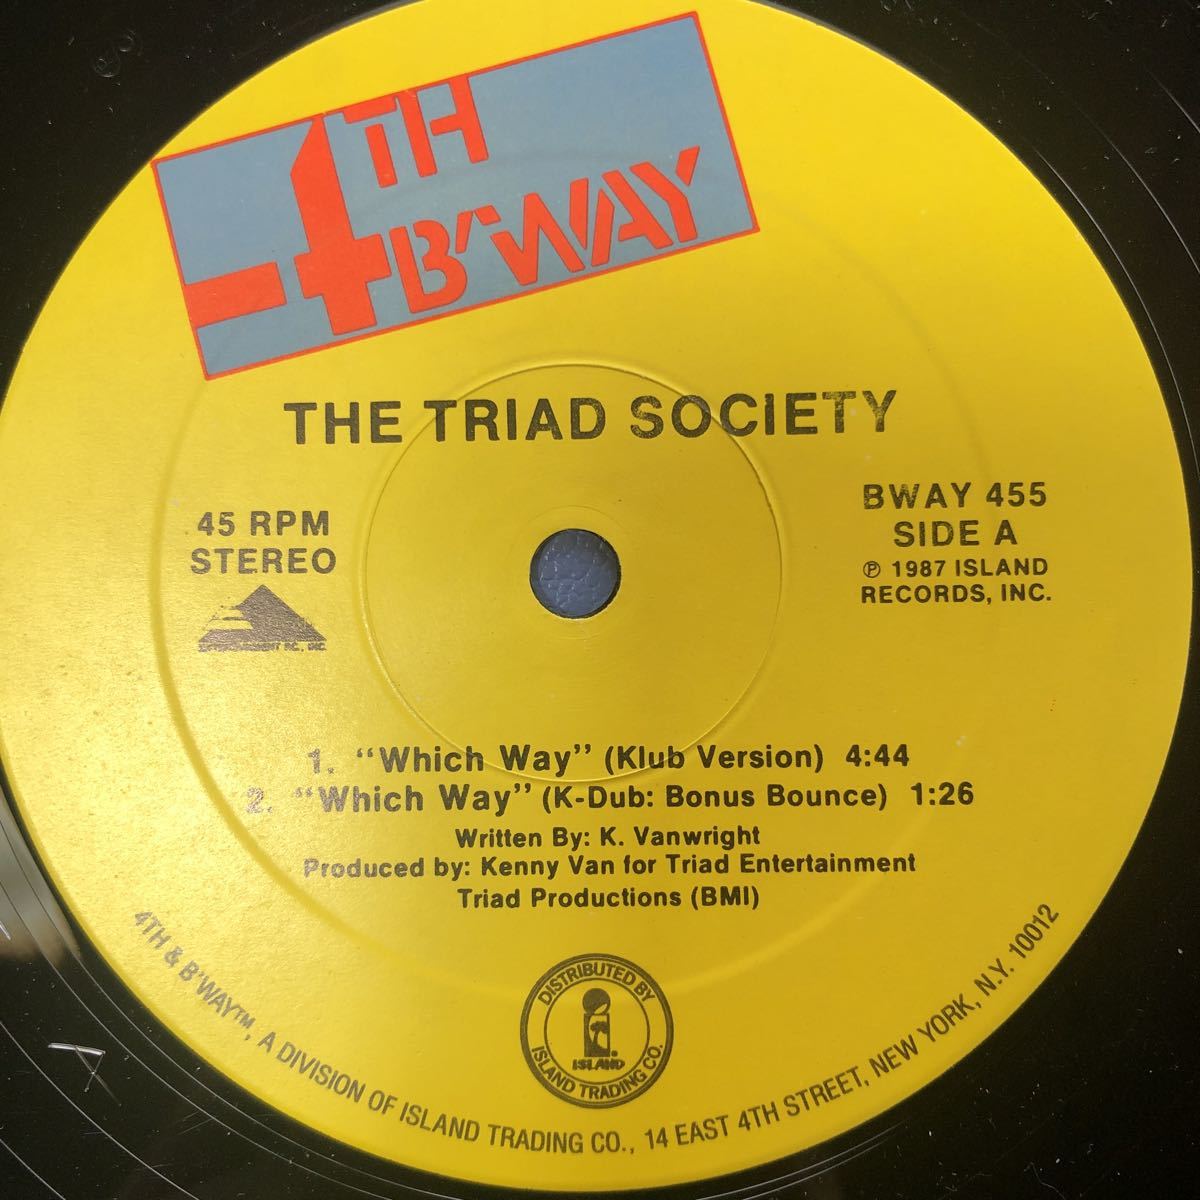 4TH
B'WAY
THE TRIAD SOCIETY
45 RPM
STEREO
ENTERTAINMENT CO., INC.
BWAY 455
SIDE A
℗ 1987 ISLAND
RECORDS, INC.
1. "Which Way" (Klub Version) 4:44
2. "Which Way" (K-Dub: Bonus Bounce) 1:26
Written By: K. Vanwright
Produced by: Kenny Van for Triad Entertainment
Triad Productions (BMI)
DISTRIBUTED BY
ISLAND
ISLAND TRADING CO.
4TH & B'WAY™, A DIVISION OF ISLAND TRADING CO., 14 EAST 4TH STREET, NEW YORK, N.Y. 10012